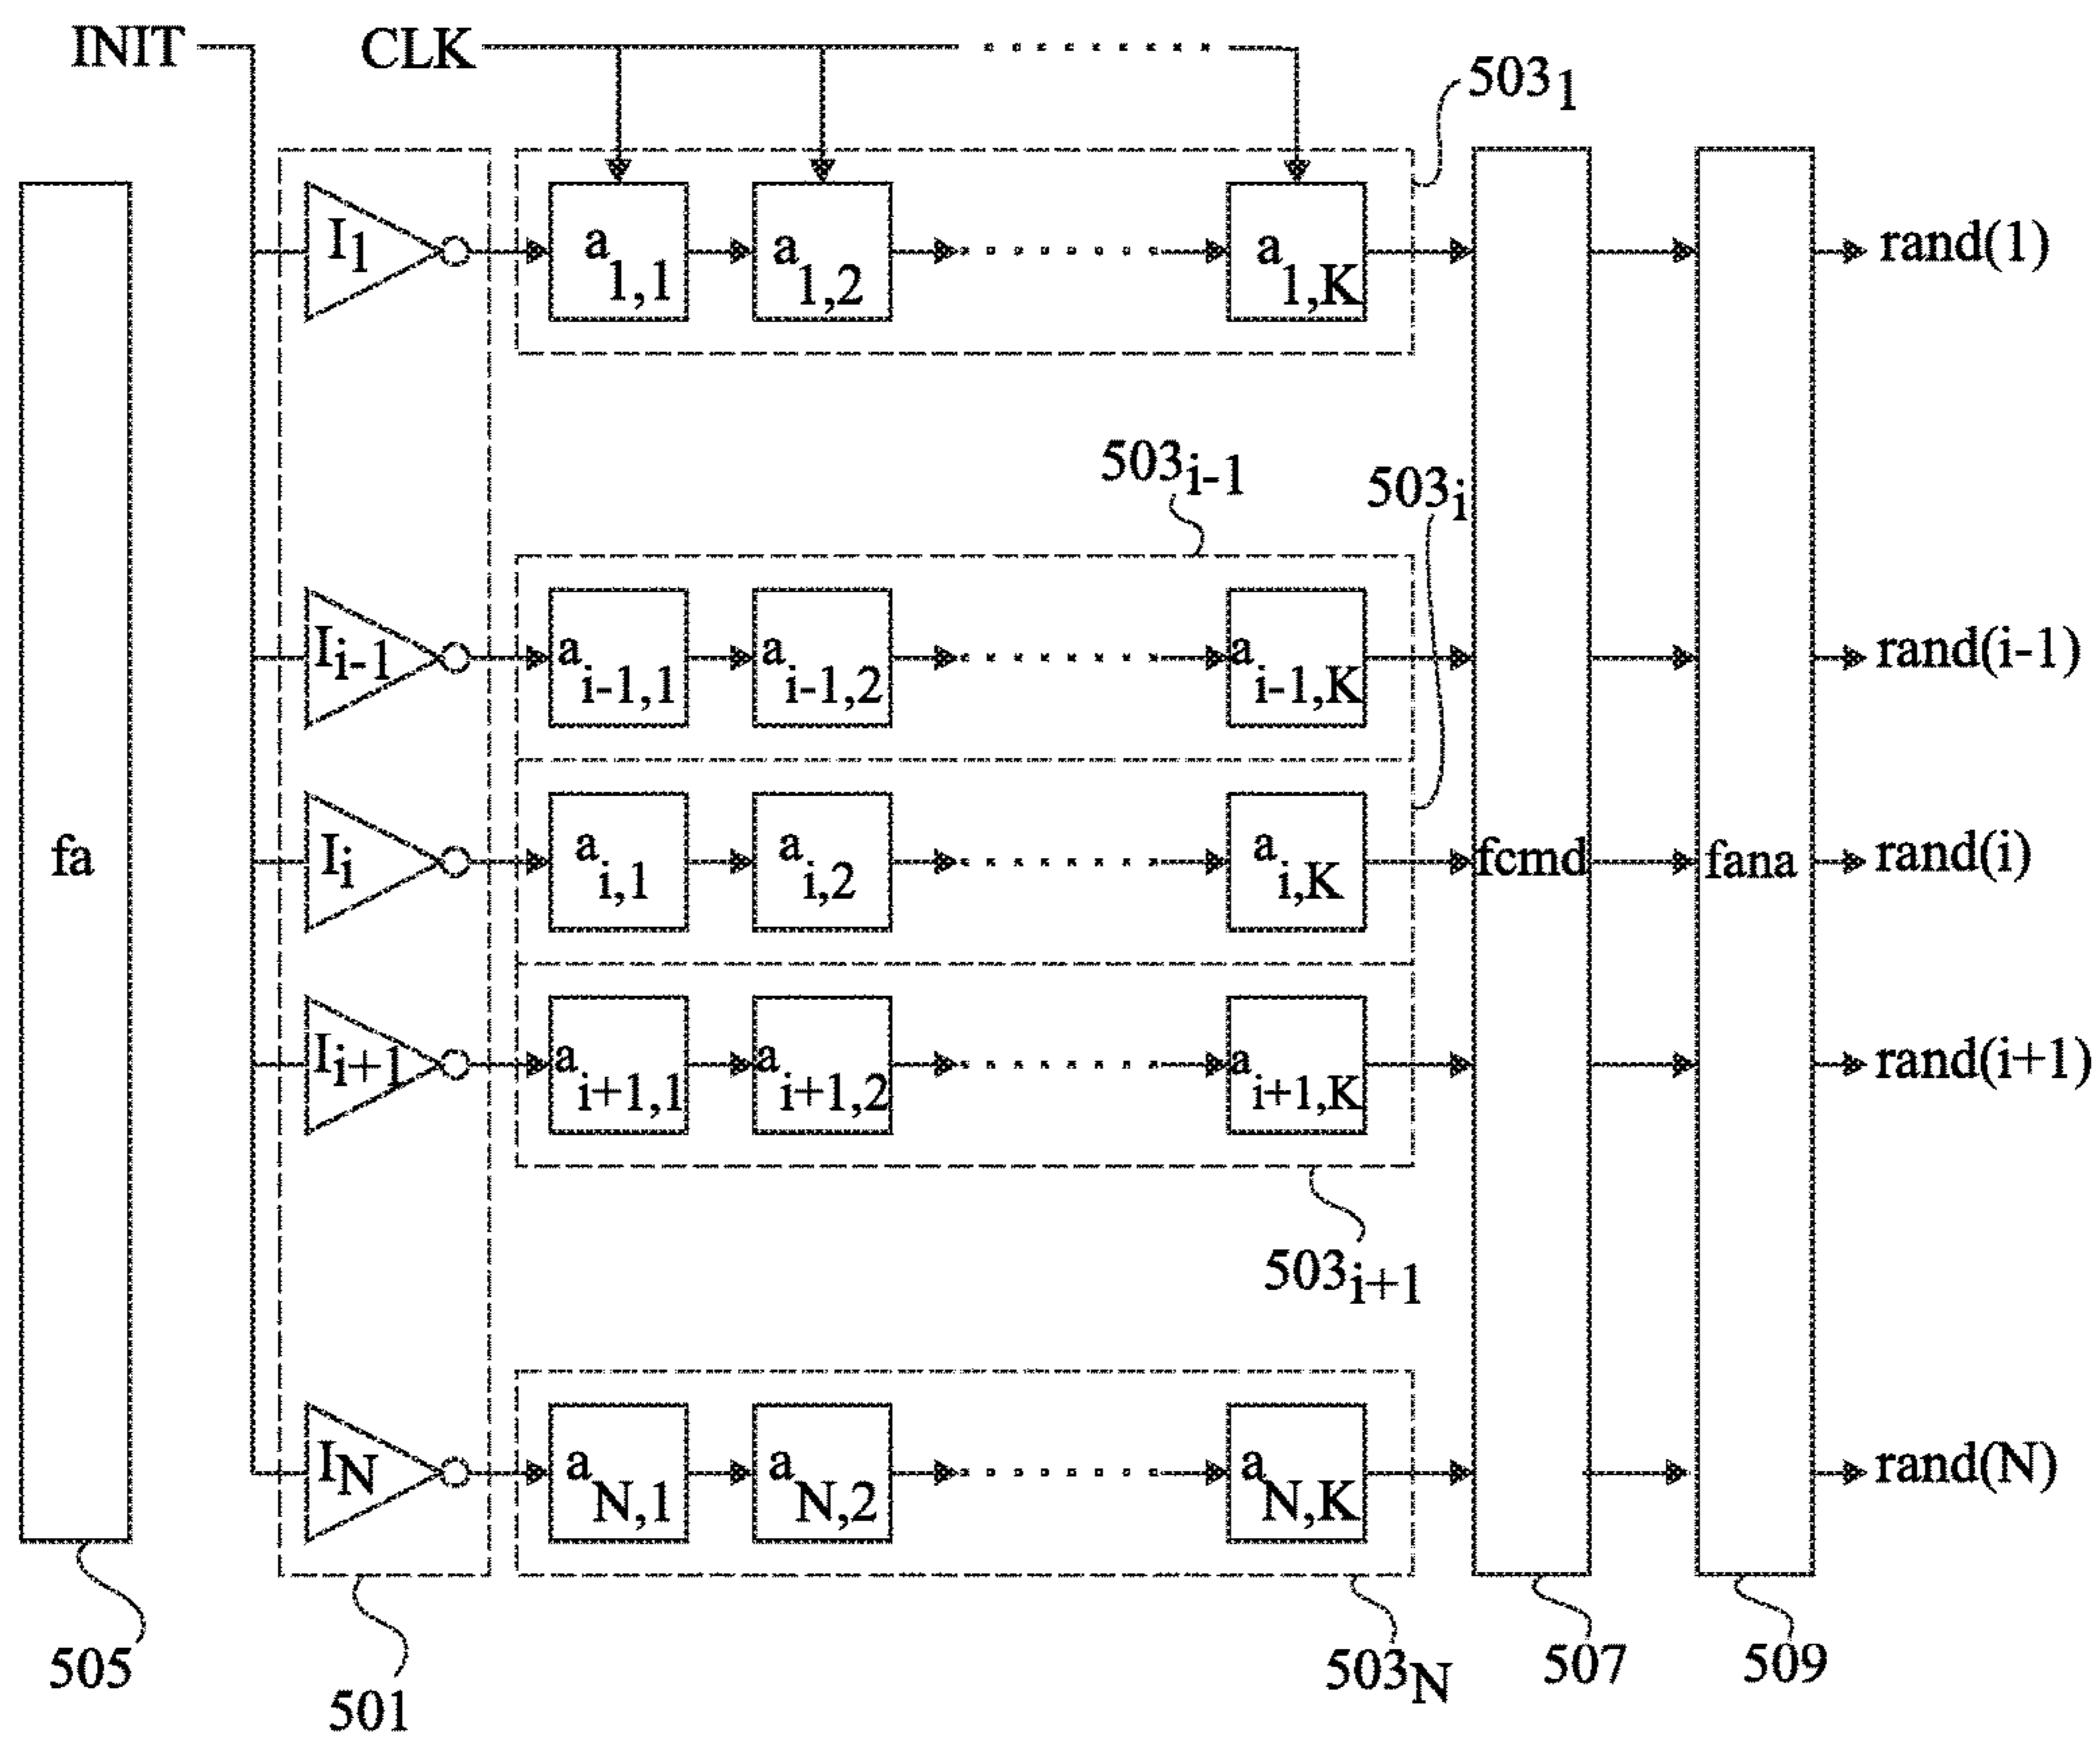 INIT CLK
503₁
I₁ a₁,₁ a₁,₂ a₁,K rand(1)
503ᵢ₋₁
503ᵢ
Iᵢ₋₁ aᵢ₋₁,₁ aᵢ₋₁,₂ aᵢ₋₁,K rand(i-1)
fa Iᵢ aᵢ,₁ aᵢ,₂ aᵢ,K fcmd fana rand(i)
Iᵢ₊₁ aᵢ₊₁,₁ aᵢ₊₁,₂ aᵢ₊₁,K rand(i+1)
503ᵢ₊₁
I_N a_N,1 a_N,2 a_N,K rand(N)
505 501 503_N 507 509